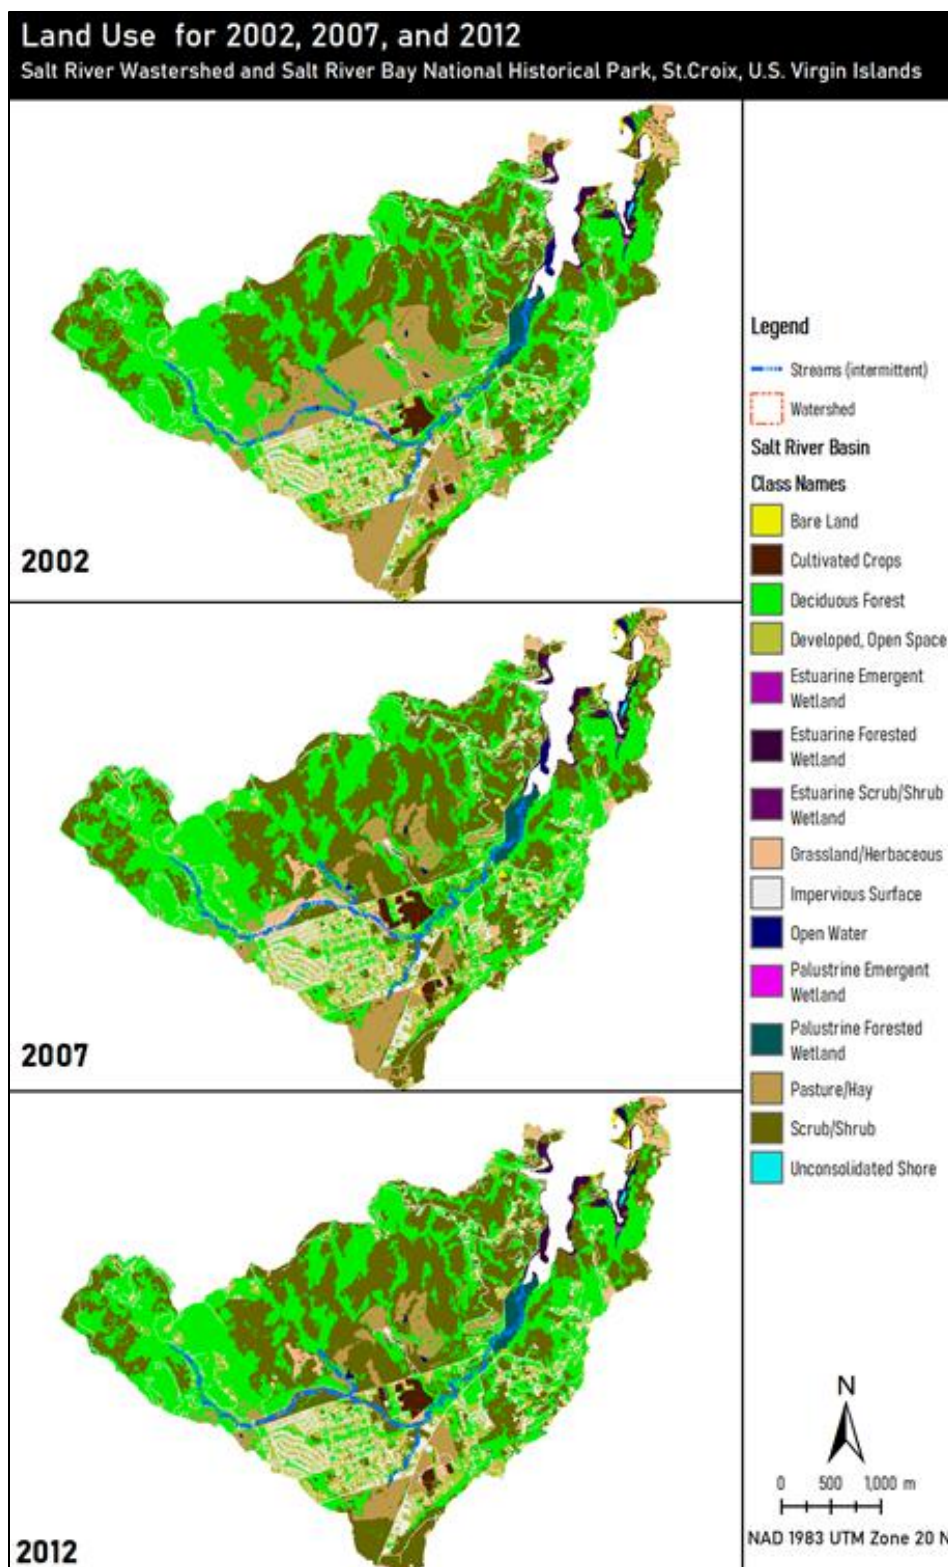 Land Use for 2002, 2007, and 2012
Salt River Wastershed and Salt River Bay National Historical Park, St.Croix, U.S. Virgin Islands
2002
2007
2012
Legend
Streams (intermittent)
Watershed
Salt River Basin
Class Names
Bare Land
Cultivated Crops
Deciduous Forest
Developed, Open Space
Estuarine Emergent
Wetland
Estuarine Forested
Wetland
Estuarine Scrub/Shrub
Wetland
Grassland/Herbaceous
Impervious Surface
Open Water
Palustrine Emergent
Wetland
Palustrine Forested
Wetland
Pasture/Hay
Scrub/Shrub
Unconsolidated Shore
N
0 500 1,000 m
NAD 1983 UTM Zone 20 N